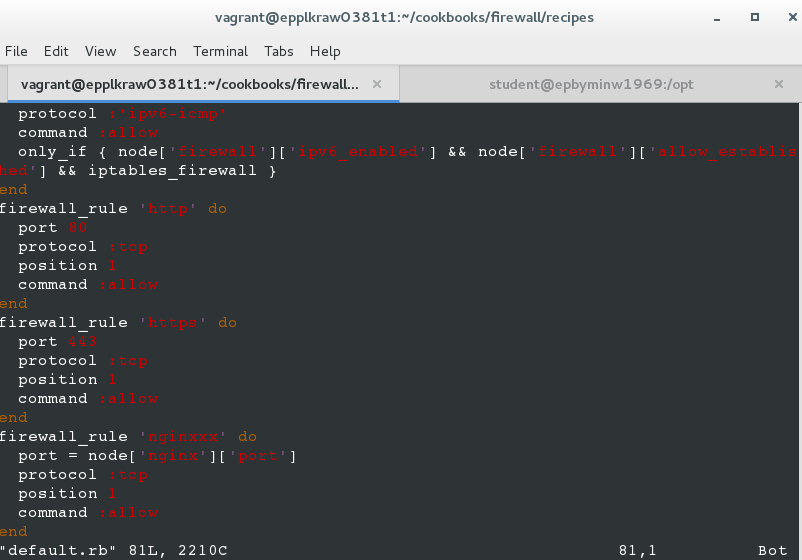 vagrant@epplkraw0381t1:~/cookbooks/firewall/recipes
File Edit View Search Terminal Tabs Help
vagrant@epplkraw0381t1:~/cookbooks/firewall... student@epbyminw1969:/opt
protocol :'ipv6-icmp'
command :allow
only_if { node['firewall']['ipv6_enabled'] && node['firewall']['allow_establis
hed'] && iptables_firewall }
end
firewall_rule 'http' do
port 80
protocol :tcp
position 1
command :allow
end
firewall_rule 'https' do
port 443
protocol :tcp
position 1
command :allow
end
firewall_rule 'nginxxx' do
port = node['nginx']['port']
protocol :tcp
position 1
command :allow
end
"default.rb" 81L, 2210C 81,1 Bot